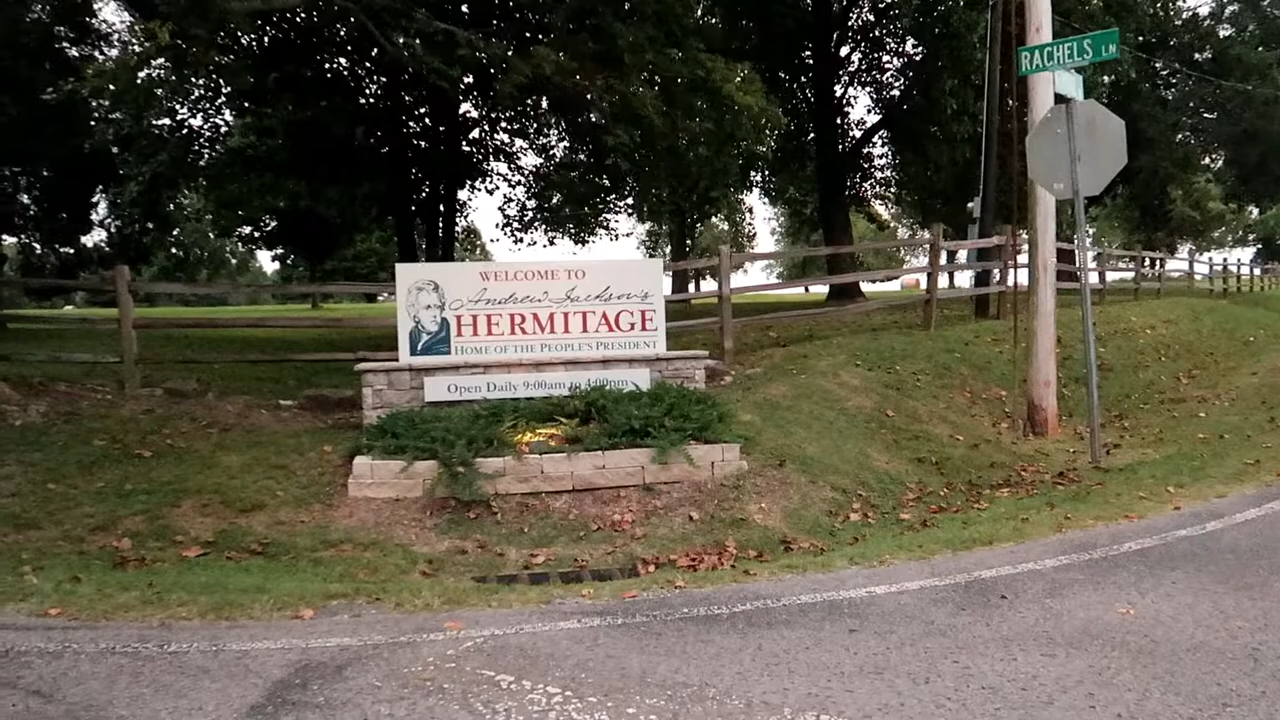 RACHELS LN
WELCOME TO
Andrew Jackson's
HERMITAGE
HOME OF THE PEOPLE'S PRESIDENT
Open Daily 9:00am to 4:00pm